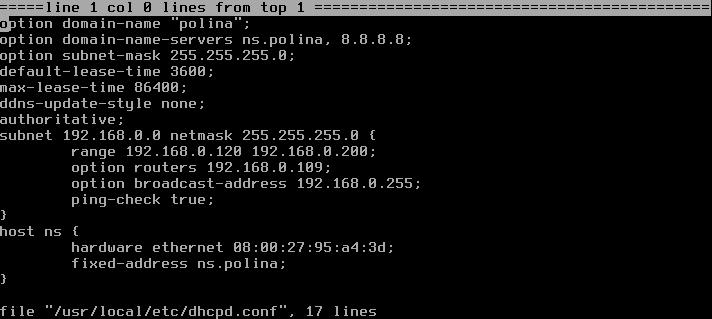 =====line 1 col 0 lines from top 1 ============================================
option domain-name "polina";
option domain-name-servers ns.polina, 8.8.8.8;
option subnet-mask 255.255.255.0;
default-lease-time 3600;
max-lease-time 86400;
ddns-update-style none;
authoritative;
subnet 192.168.0.0 netmask 255.255.255.0 {
        range 192.168.0.120 192.168.0.200;
        option routers 192.168.0.109;
        option broadcast-address 192.168.0.255;
        ping-check true;
}
host ns {
        hardware ethernet 08:00:27:95:a4:3d;
        fixed-address ns.polina;
}
file "/usr/local/etc/dhcpd.conf", 17 lines